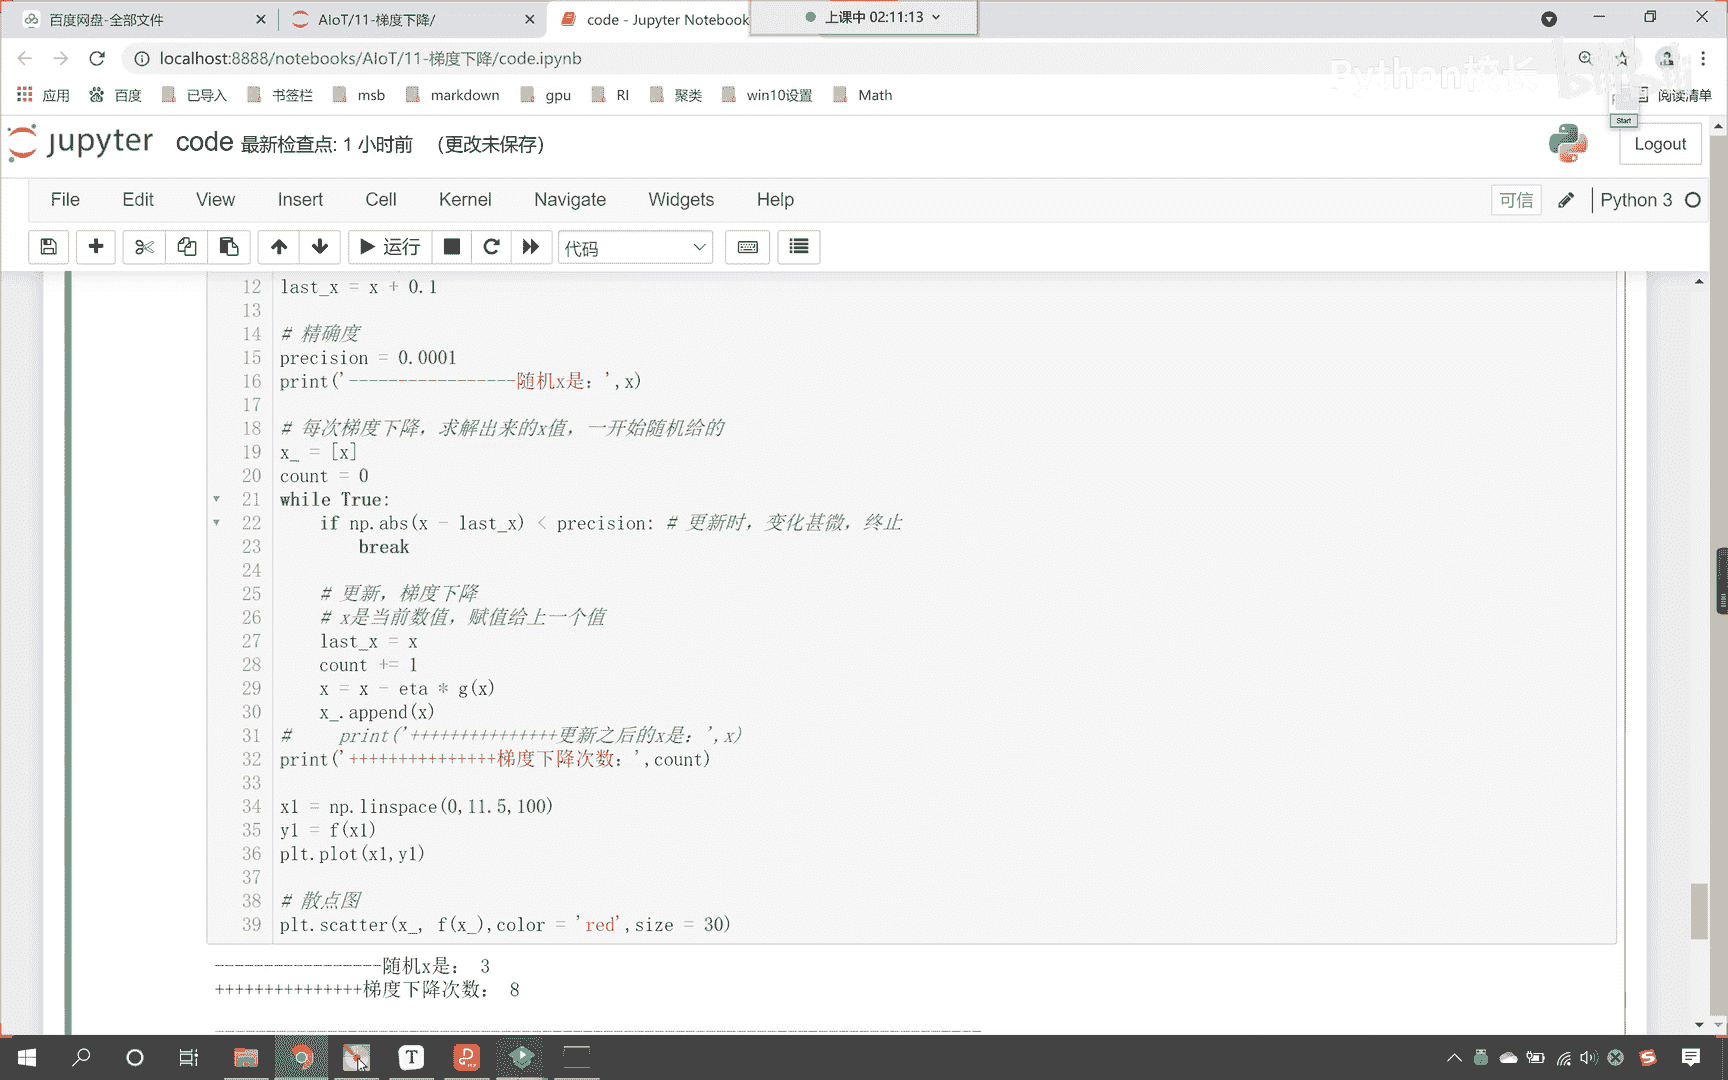 百度网盘-全部文件
AIoT/11-梯度下降/
code - Jupyter Notebook
上课中 02:11:13
localhost:8888/notebooks/AIoT/11-梯度下降/code.ipynb
Python校长
bilibili
应用 百度 已导入 书签栏 msb markdown gpu RI 聚类 win10设置 Math 阅读清单
Start
jupyter code 最新检查点: 1 小时前 (更改未保存)
Logout
File Edit View Insert Cell Kernel Navigate Widgets Help 可信 Python 3
运行 代码
12 last_x = x + 0.1
13
14 # 精确度
15 precision = 0.0001
16 print('-----------------随机x是：',x)
17
18 # 每次梯度下降，求解出来的x值，一开始随机给的
19 x_ = [x]
20 count = 0
21 while True:
22     if np.abs(x - last_x) < precision: # 更新时，变化甚微，终止
23         break
24
25     # 更新，梯度下降
26     # x是当前数值，赋值给上一个值
27     last_x = x
28     count += 1
29     x = x - eta * g(x)
30     x_.append(x)
31 #     print('+++++++++++++++更新之后的x是：',x)
32 print('+++++++++++++++梯度下降次数：',count)
33
34 x1 = np.linspace(0,11.5,100)
35 y1 = f(x1)
36 plt.plot(x1,y1)
37
38 # 散点图
39 plt.scatter(x_, f(x_),color = 'red',size = 30)
-----------------随机x是： 3
+++++++++++++++梯度下降次数： 8
---------------------------------------------------------------------------